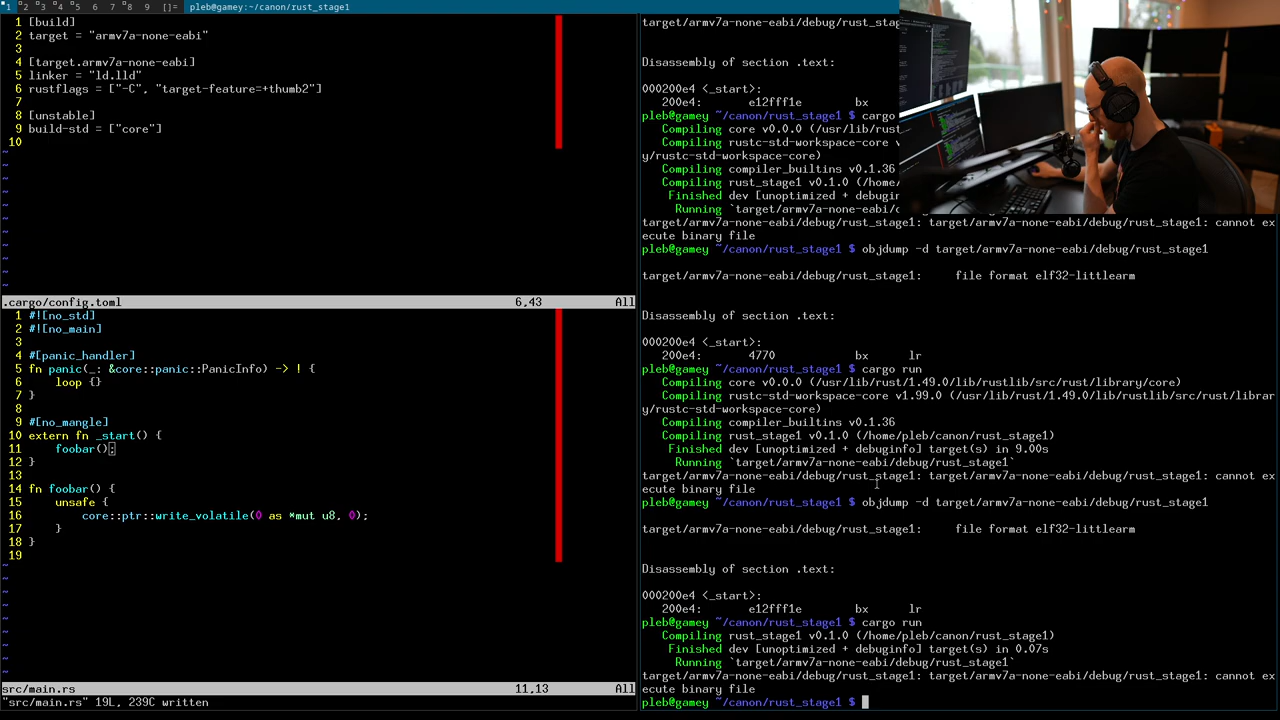 1 2 3 4 5 6 7 8 9 []= pleb@gamey:~/canon/rust_stage1
1 [build]
2 target = "armv7a-none-eabi"
3
4 [target.armv7a-none-eabi]
5 linker = "ld.lld"
6 rustflags = ["-C", "target-feature=+thumb2"]
7
8 [unstable]
9 build-std = ["core"]
10
~
~
~
~
~
~
~
~
~
~
~
.cargo/config.toml 6,43 All
1 #![no_std]
2 #![no_main]
3
4 #[panic_handler]
5 fn panic(_: &core::panic::PanicInfo) -> ! {
6 loop {}
7 }
8
9 #[no_mangle]
10 extern fn _start() {
11 foobar();
12 }
13
14 fn foobar() {
15 unsafe {
16 core::ptr::write_volatile(0 as *mut u8, 0);
17 }
18 }
19
~
~
~
~
~
~
~
~
~
src/main.rs 11,13 All
"src/main.rs" 19L, 239C written
target/armv7a-none-eabi/debug/rust_stag
Disassembly of section .text:
000200e4 <_start>:
200e4: e12fff1e bx
pleb@gamey ~/canon/rust_stage1 $ cargo
Compiling core v0.0.0 (/usr/lib/rust
Compiling rustc-std-workspace-core v
y/rustc-std-workspace-core)
Compiling compiler_builtins v0.1.36
Compiling rust_stage1 v0.1.0 (/home/
Finished dev [unoptimized + debugin
Running `target/armv7a-none-eabi/d
target/armv7a-none-eabi/debug/rust_stage1: target/armv7a-none-eabi/debug/rust_stage1: cannot ex
ecute binary file
pleb@gamey ~/canon/rust_stage1 $ objdump -d target/armv7a-none-eabi/debug/rust_stage1
target/armv7a-none-eabi/debug/rust_stage1: file format elf32-littlearm
Disassembly of section .text:
000200e4 <_start>:
200e4: 4770 bx lr
pleb@gamey ~/canon/rust_stage1 $ cargo run
Compiling core v0.0.0 (/usr/lib/rust/1.49.0/lib/rustlib/src/rust/library/core)
Compiling rustc-std-workspace-core v1.99.0 (/usr/lib/rust/1.49.0/lib/rustlib/src/rust/librar
y/rustc-std-workspace-core)
Compiling compiler_builtins v0.1.36
Compiling rust_stage1 v0.1.0 (/home/pleb/canon/rust_stage1)
Finished dev [unoptimized + debuginfo] target(s) in 9.00s
Running `target/armv7a-none-eabi/debug/rust_stage1`
target/armv7a-none-eabi/debug/rust_stage1: target/armv7a-none-eabi/debug/rust_stage1: cannot ex
ecute binary file
pleb@gamey ~/canon/rust_stage1 $ objdump -d target/armv7a-none-eabi/debug/rust_stage1
target/armv7a-none-eabi/debug/rust_stage1: file format elf32-littlearm
Disassembly of section .text:
000200e4 <_start>:
200e4: e12fff1e bx lr
pleb@gamey ~/canon/rust_stage1 $ cargo run
Compiling rust_stage1 v0.1.0 (/home/pleb/canon/rust_stage1)
Finished dev [unoptimized + debuginfo] target(s) in 0.07s
Running `target/armv7a-none-eabi/debug/rust_stage1`
target/armv7a-none-eabi/debug/rust_stage1: target/armv7a-none-eabi/debug/rust_stage1: cannot ex
ecute binary file
pleb@gamey ~/canon/rust_stage1 $